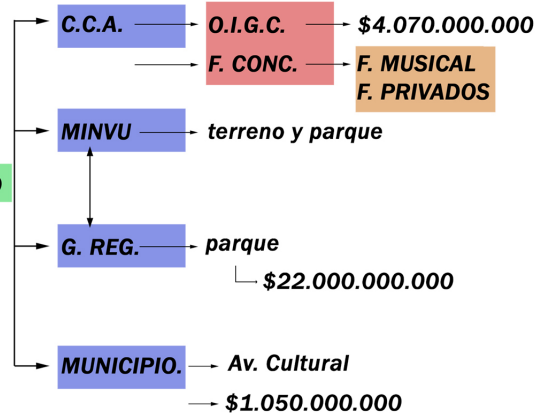 C.C.A. O.I.G.C. $4.070.000.000
F. CONC. F. MUSICAL
F. PRIVADOS
MINVU terreno y parque
G. REG. parque
$22.000.000.000
MUNICIPIO. Av. Cultural
$1.050.000.000